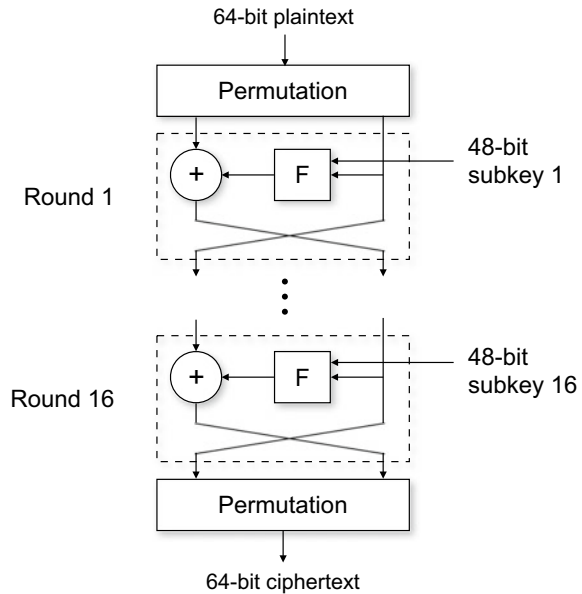 64-bit plaintext
Permutation
Round 1
+
F
48-bit
subkey 1
Round 16
+
F
48-bit
subkey 16
Permutation
64-bit ciphertext